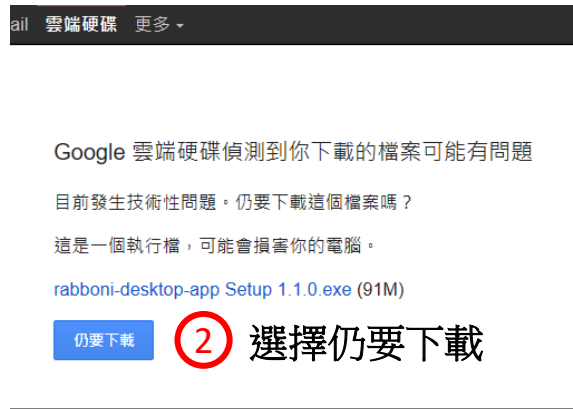 ail 雲端硬碟 更多
Google 雲端硬碟偵測到你下載的檔案可能有問題
目前發生技術性問題。仍要下載這個檔案嗎？
這是一個執行檔，可能會損害你的電腦。
rabboni-desktop-app Setup 1.1.0.exe (91M)
仍要下載 2 選擇仍要下載